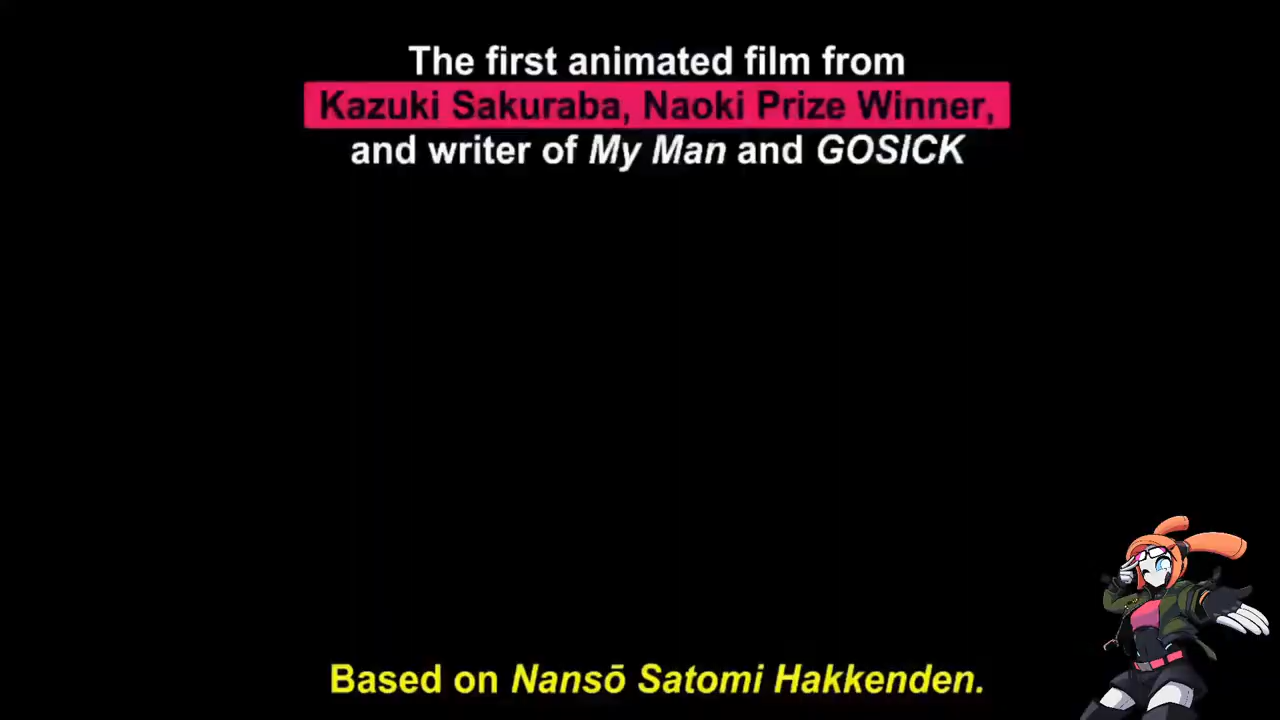 The first animated film from
Kazuki Sakuraba, Naoki Prize Winner,
and writer of My Man and GOSICK
Based on Nansō Satomi Hakkenden.